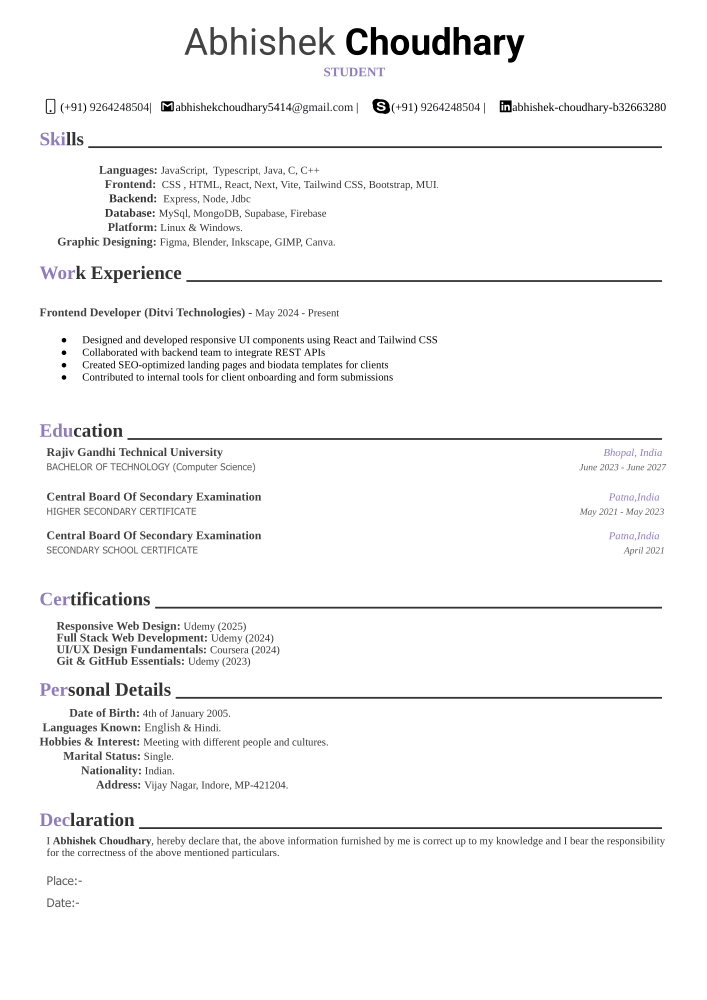 Abhishek Choudhary
STUDENT
(+91) 9264248504| abhishekchoudhary5414@gmail.com | (+91) 9264248504 | abhishek-choudhary-b32663280
Skills
Languages: JavaScript, Typescript, Java, C, C++
Frontend: CSS , HTML, React, Next, Vite, Tailwind CSS, Bootstrap, MUI.
Backend: Express, Node, Jdbc
Database: MySql, MongoDB, Supabase, Firebase
Platform: Linux & Windows.
Graphic Designing: Figma, Blender, Inkscape, GIMP, Canva.
Work Experience
Frontend Developer (Ditvi Technologies) - May 2024 - Present
● Designed and developed responsive UI components using React and Tailwind CSS
● Collaborated with backend team to integrate REST APIs
● Created SEO-optimized landing pages and biodata templates for clients
● Contributed to internal tools for client onboarding and form submissions
Education
Rajiv Gandhi Technical University Bhopal, India
BACHELOR OF TECHNOLOGY (Computer Science) June 2023 - June 2027
Central Board Of Secondary Examination Patna,India
HIGHER SECONDARY CERTIFICATE May 2021 - May 2023
Central Board Of Secondary Examination Patna,India
SECONDARY SCHOOL CERTIFICATE April 2021
Certifications
Responsive Web Design: Udemy (2025)
Full Stack Web Development: Udemy (2024)
UI/UX Design Fundamentals: Coursera (2024)
Git & GitHub Essentials: Udemy (2023)
Personal Details
Date of Birth: 4th of January 2005.
Languages Known: English & Hindi.
Hobbies & Interest: Meeting with different people and cultures.
Marital Status: Single.
Nationality: Indian.
Address: Vijay Nagar, Indore, MP-421204.
Declaration
I Abhishek Choudhary, hereby declare that, the above information furnished by me is correct up to my knowledge and I bear the responsibility
for the correctness of the above mentioned particulars.
Place:-
Date:-